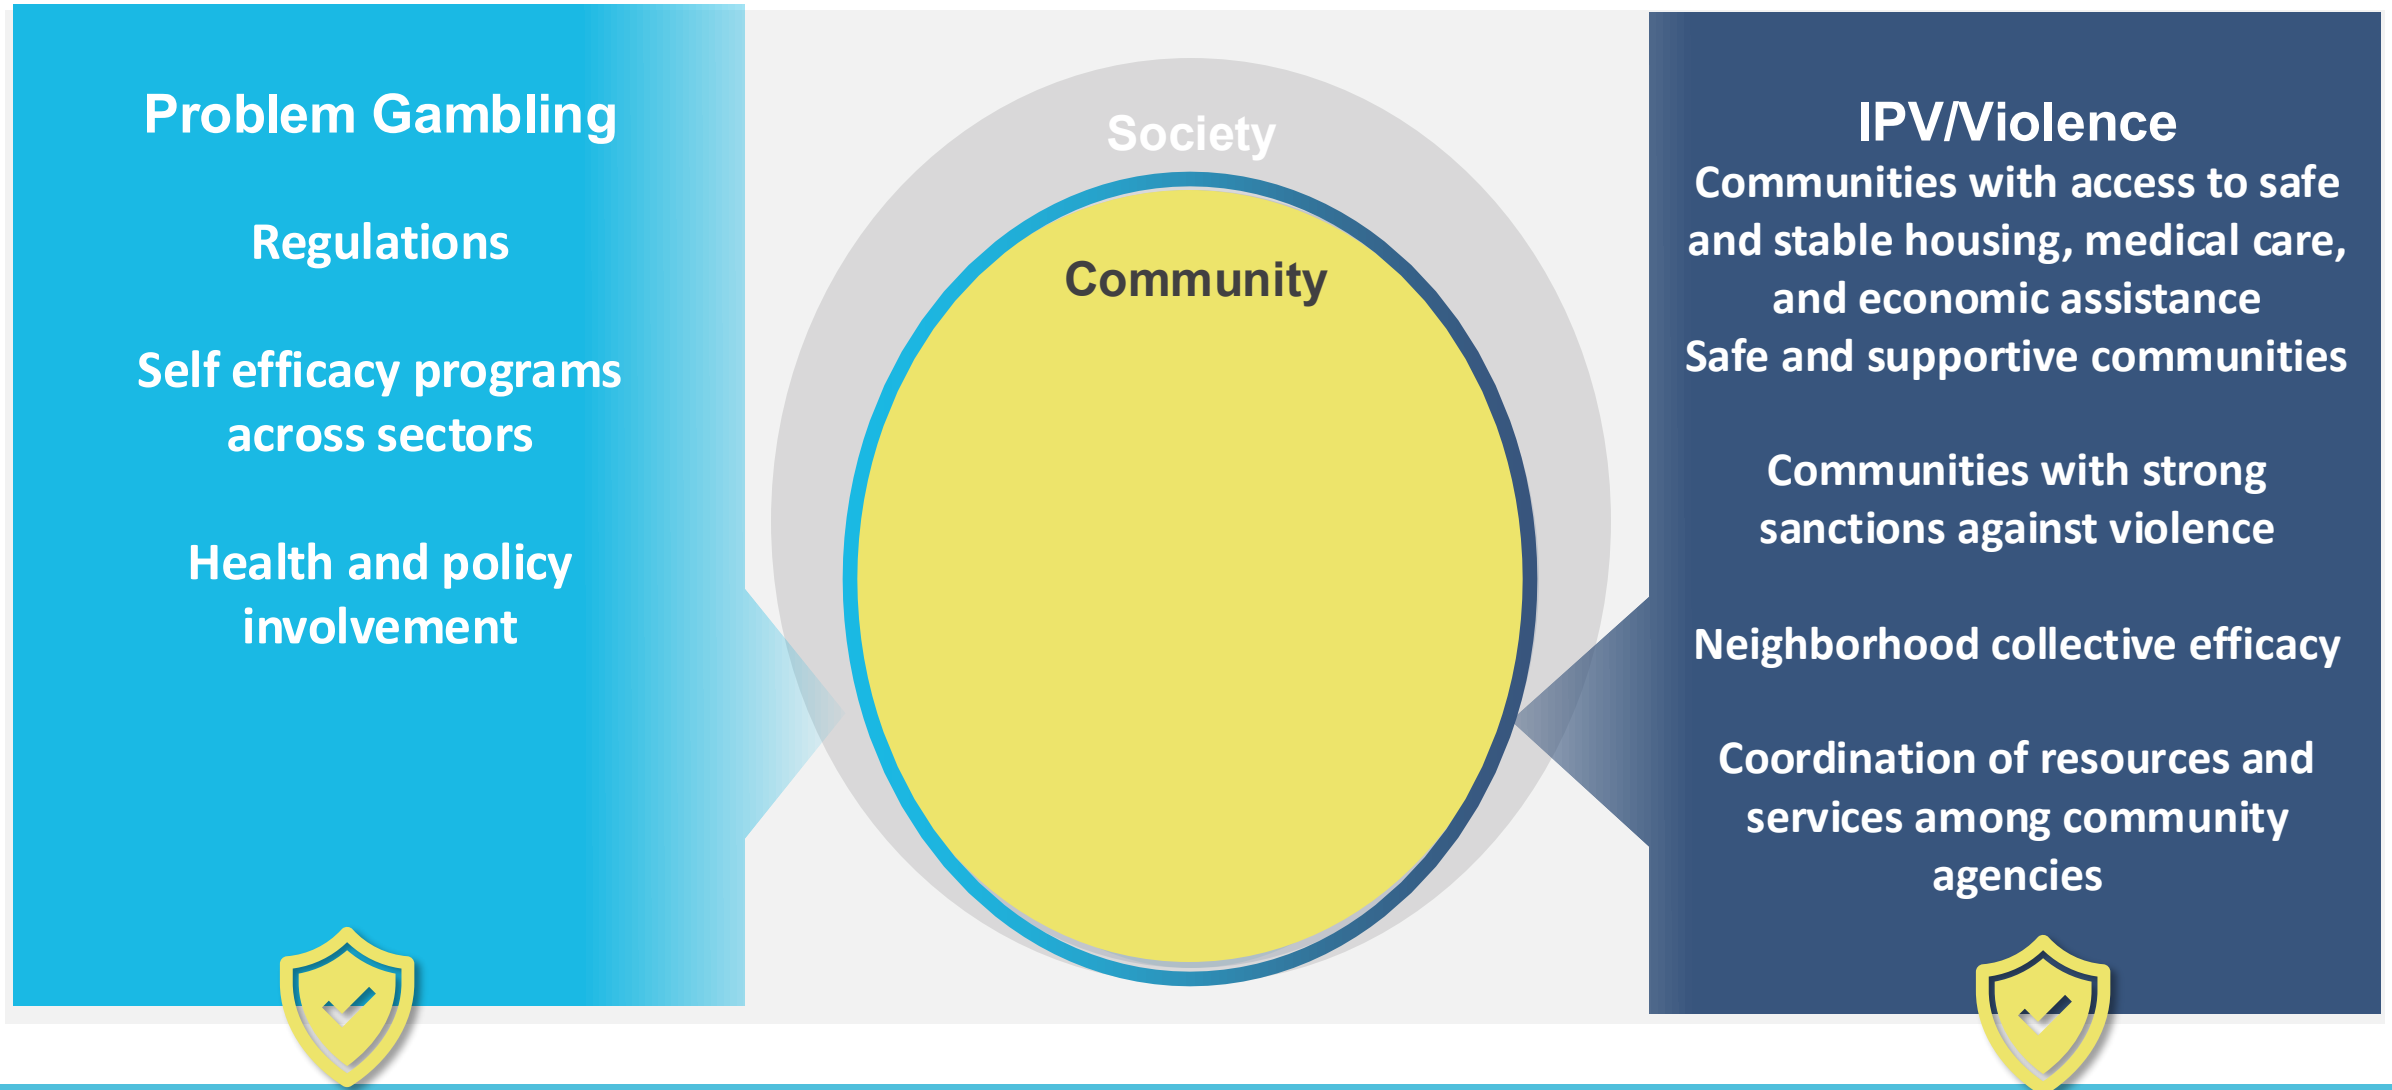 Problem Gambling
Regulations
Self efficacy programs
across sectors
Health and policy
involvement
Society
Community
IPV/Violence
Communities with access to safe
and stable housing, medical care,
and economic assistance
Safe and supportive communities
Communities with strong
sanctions against violence
Neighborhood collective efficacy
Coordination of resources and
services among community
agencies